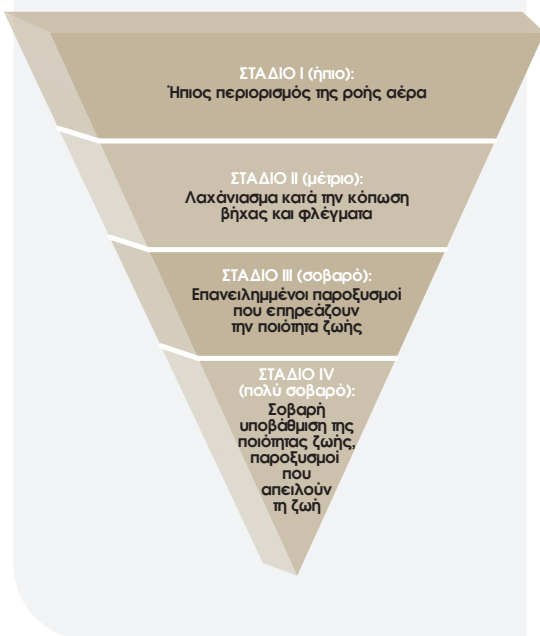 ΣΤΑΔΙΟ Ι (ήπιο):
Ήπιος περιορισμός της ροής αέρα
ΣΤΑΔΙΟ ΙΙ (μέτριο):
Λαχάνιασμα κατά την κόπωση
βήχας και φλέγματα
ΣΤΑΔΙΟ ΙΙΙ (σοβαρό):
Επανειλημμένοι παροξυσμοί
που επηρεάζουν
την ποιότητα ζωής
ΣΤΑΔΙΟ IV
(πολύ σοβαρό):
Σοβαρή
υποβάθμιση της
ποιότητας ζωής,
παροξυσμοί
που
απειλούν
τη ζωή